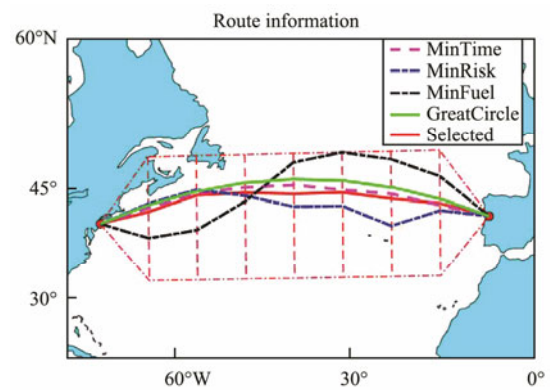 Route information
60°N
MinTime
MinRisk
MinFuel
GreatCircle
Selected
45°
30°
60°W
30°
0°